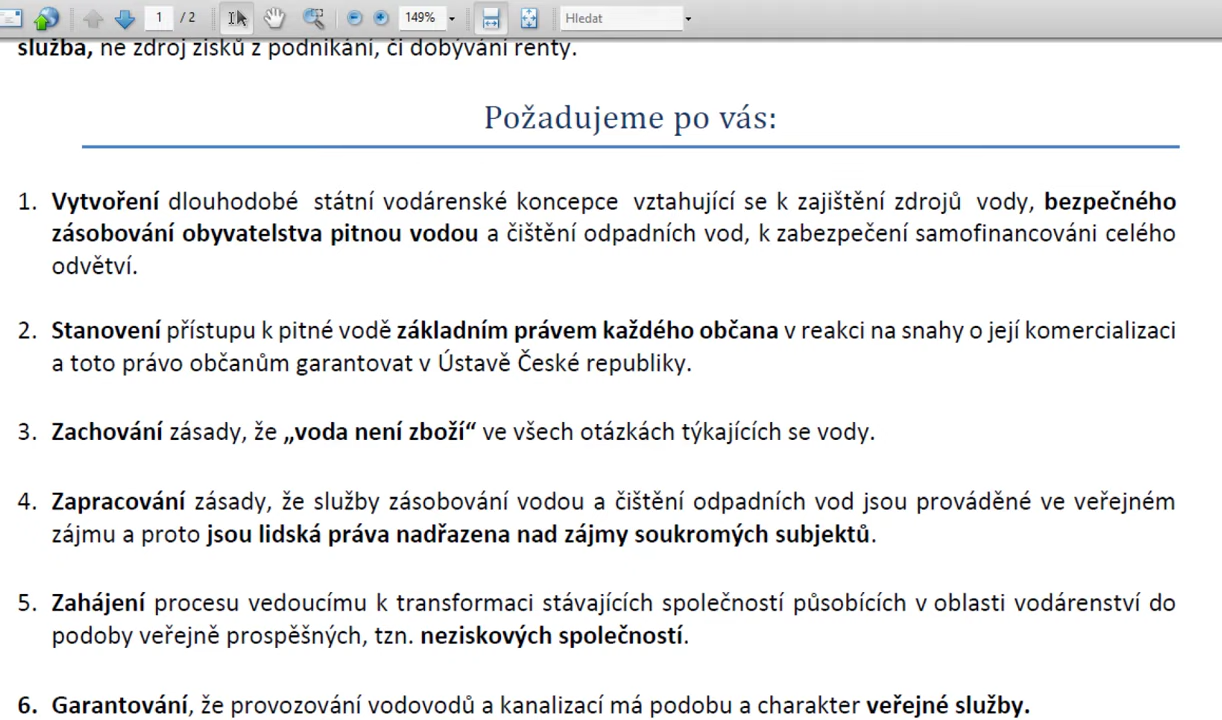 1 / 2 149% Hledat
služba, ne zdroj zisků z podnikání, či dobývání renty.
Požadujeme po vás:
1. Vytvoření dlouhodobé státní vodárenské koncepce vztahující se k zajištění zdrojů vody, bezpečného
zásobování obyvatelstva pitnou vodou a čištění odpadních vod, k zabezpečení samofinancováni celého
odvětví.
2. Stanovení přístupu k pitné vodě základním právem každého občana v reakci na snahy o její komercializaci
a toto právo občanům garantovat v Ústavě České republiky.
3. Zachování zásady, že „voda není zboží“ ve všech otázkách týkajících se vody.
4. Zapracování zásady, že služby zásobování vodou a čištění odpadních vod jsou prováděné ve veřejném
zájmu a proto jsou lidská práva nadřazena nad zájmy soukromých subjektů.
5. Zahájení procesu vedoucímu k transformaci stávajících společností působících v oblasti vodárenství do
podoby veřejně prospěšných, tzn. neziskových společností.
6. Garantování, že provozování vodovodů a kanalizací má podobu a charakter veřejné služby.